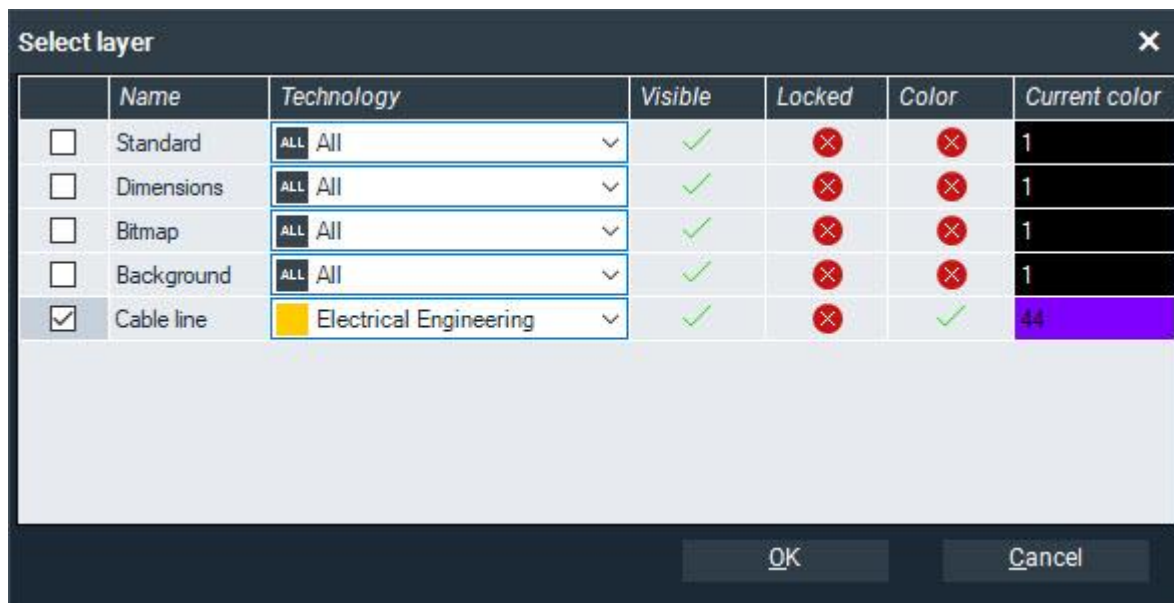 Select layer
Name Technology Visible Locked Color Current color
Standard ALL All 1
Dimensions ALL All 1
Bitmap ALL All 1
Background ALL All 1
Cable line Electrical Engineering 44
OK Cancel